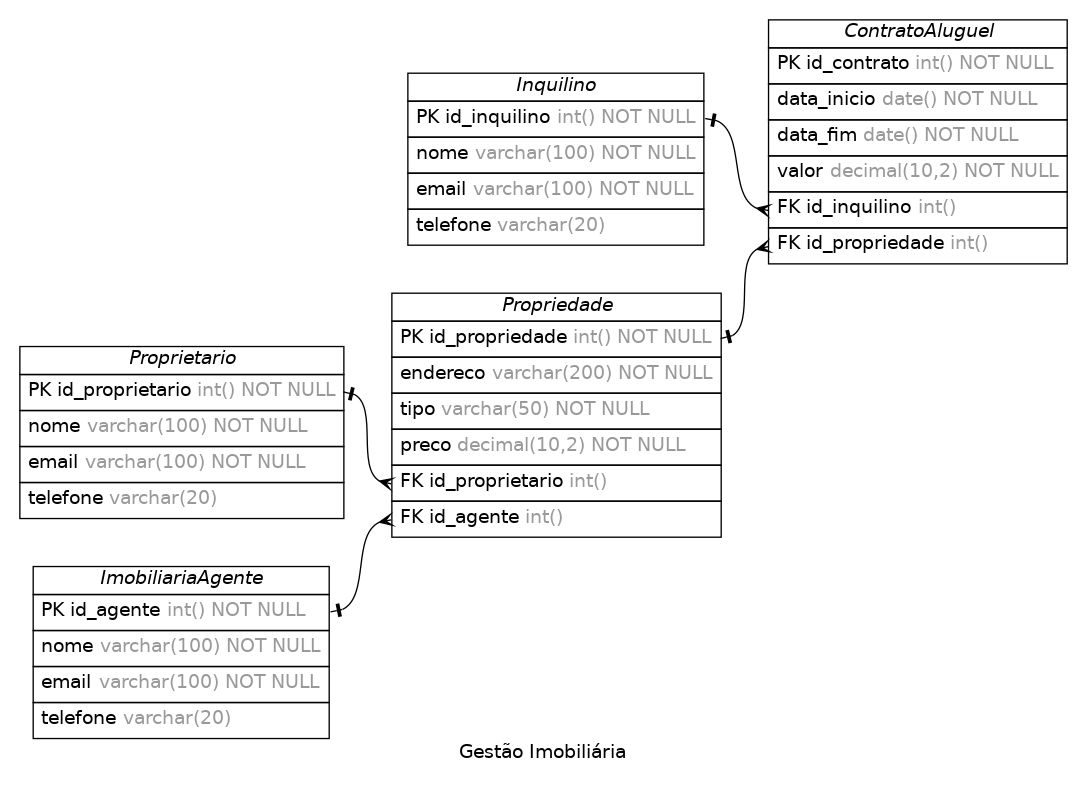 ContratoAluguel
PK id_contrato int() NOT NULL
data_inicio date() NOT NULL
data_fim date() NOT NULL
valor decimal(10,2) NOT NULL
FK id_inquilino int()
FK id_propriedade int()
Inquilino
PK id_inquilino int() NOT NULL
nome varchar(100) NOT NULL
email varchar(100) NOT NULL
telefone varchar(20)
Propriedade
PK id_propriedade int() NOT NULL
endereco varchar(200) NOT NULL
tipo varchar(50) NOT NULL
preco decimal(10,2) NOT NULL
FK id_proprietario int()
FK id_agente int()
Proprietario
PK id_proprietario int() NOT NULL
nome varchar(100) NOT NULL
email varchar(100) NOT NULL
telefone varchar(20)
ImobiliariaAgente
PK id_agente int() NOT NULL
nome varchar(100) NOT NULL
email varchar(100) NOT NULL
telefone varchar(20)
Gestão Imobiliária